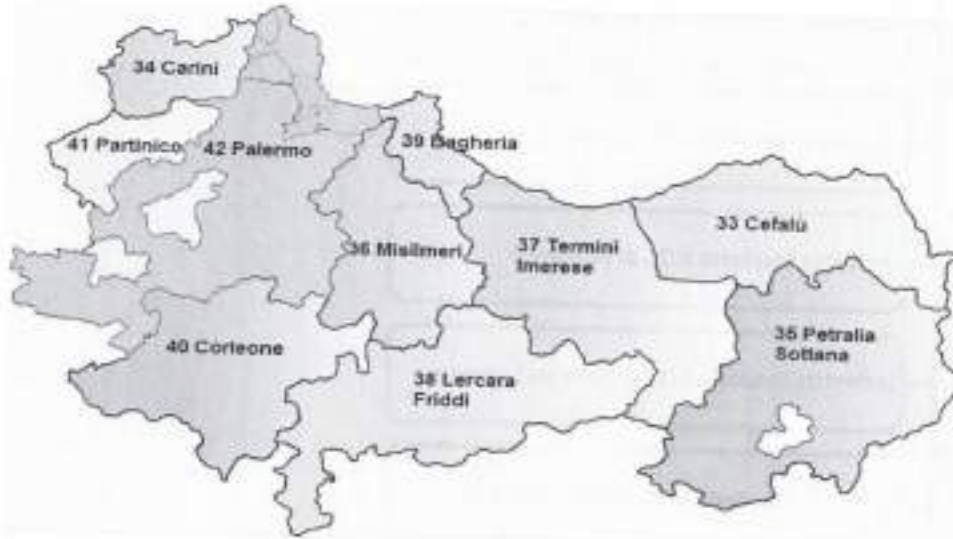 34 Carini
41 Partinico
42 Palermo
39 Bagheria
36 Misilmeri
37 Termini
Imerese
33 Cefalù
35 Petralia
Sottana
40 Corleone
38 Lercara
Friddi